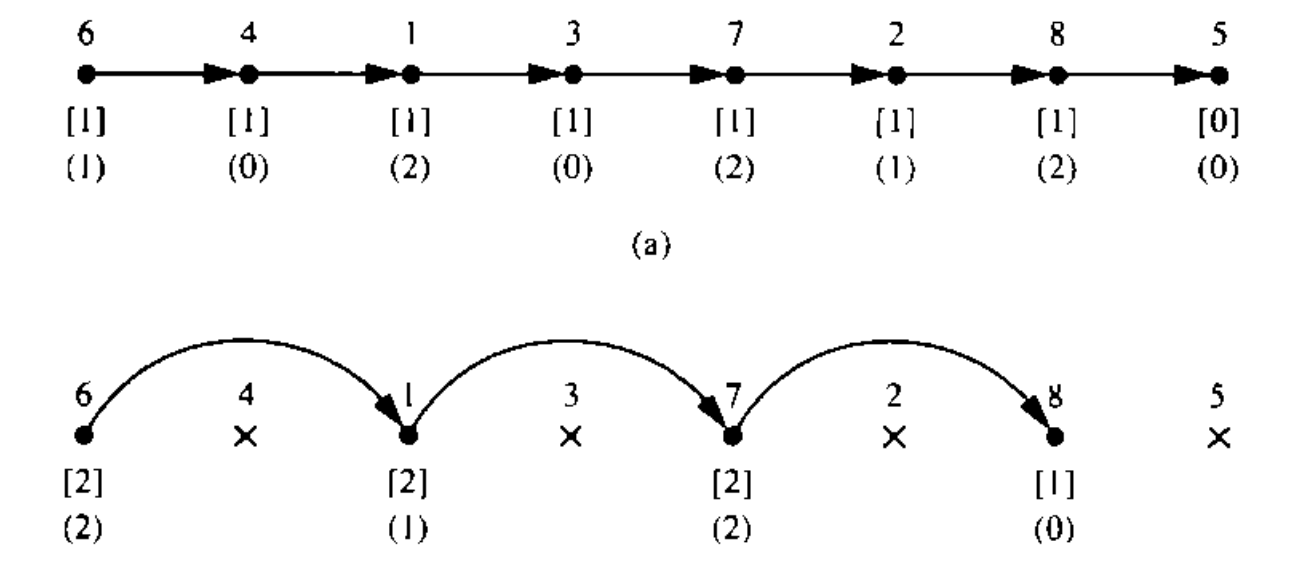 6 4 1 3 7 2 8 5
[1] [1] [1] [1] [1] [1] [1] [0]
(1) (0) (2) (0) (2) (1) (2) (0)
(a)
6 4 1 3 7 2 8 5
[2] [2] [2] [1]
(2) (1) (2) (0)